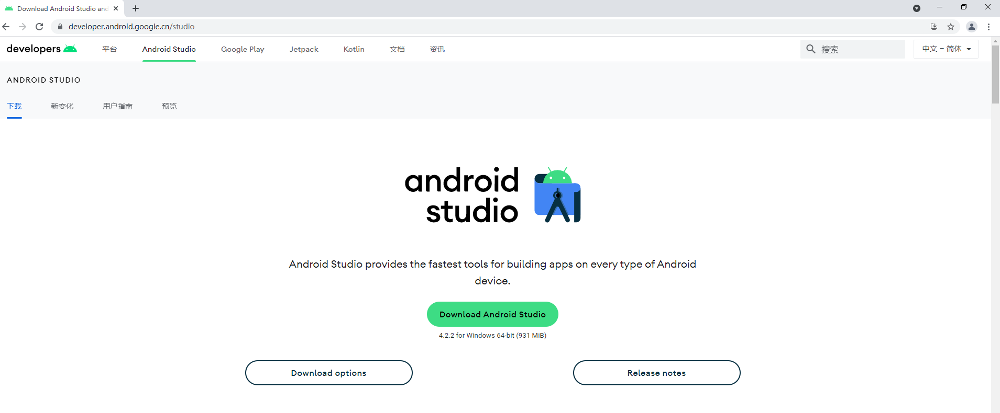 Download Android Studio and
developer.android.google.cn/studio
developers 平台 Android Studio Google Play Jetpack Kotlin 文档 资讯 搜索 中文 – 简体
ANDROID STUDIO
下载 新变化 用户指南 预览
android
studio
Android Studio provides the fastest tools for building apps on every type of Android
device.
Download Android Studio
4.2.2 for Windows 64-bit (931 MiB)
Download options Release notes